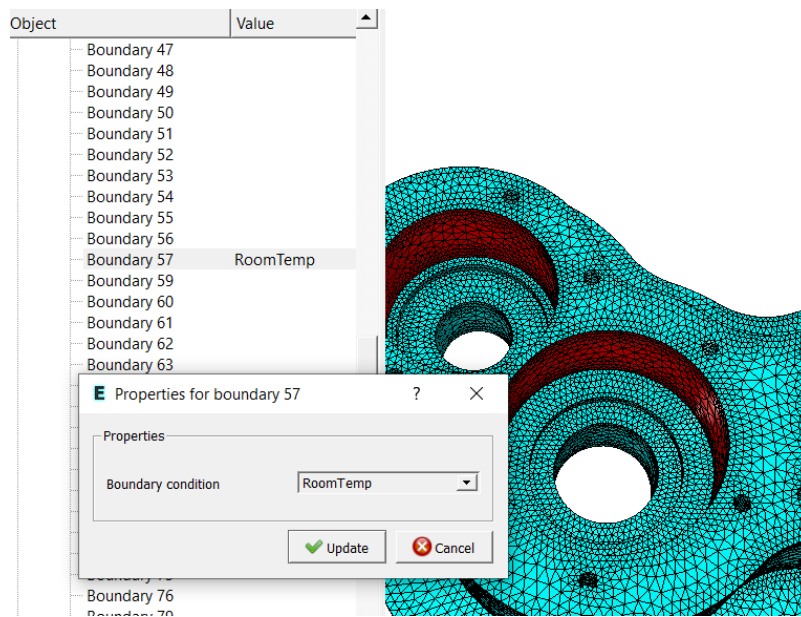 Object Value
Boundary 47
Boundary 48
Boundary 49
Boundary 50
Boundary 51
Boundary 52
Boundary 53
Boundary 54
Boundary 55
Boundary 56
Boundary 57 RoomTemp
Boundary 59
Boundary 60
Boundary 61
Boundary 62
Boundary 63
E Properties for boundary 57 ?
Properties
Boundary condition RoomTemp
Update Cancel
Boundary 76